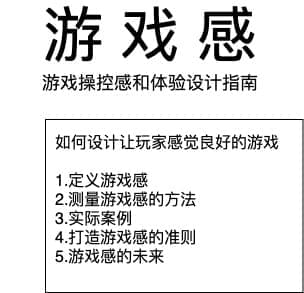 游戏感
游戏操控感和体验设计指南
如何设计让玩家感觉良好的游戏
1.定义游戏感
2.测量游戏感的方法
3.实际案例
4.打造游戏感的准则
5.游戏感的未来